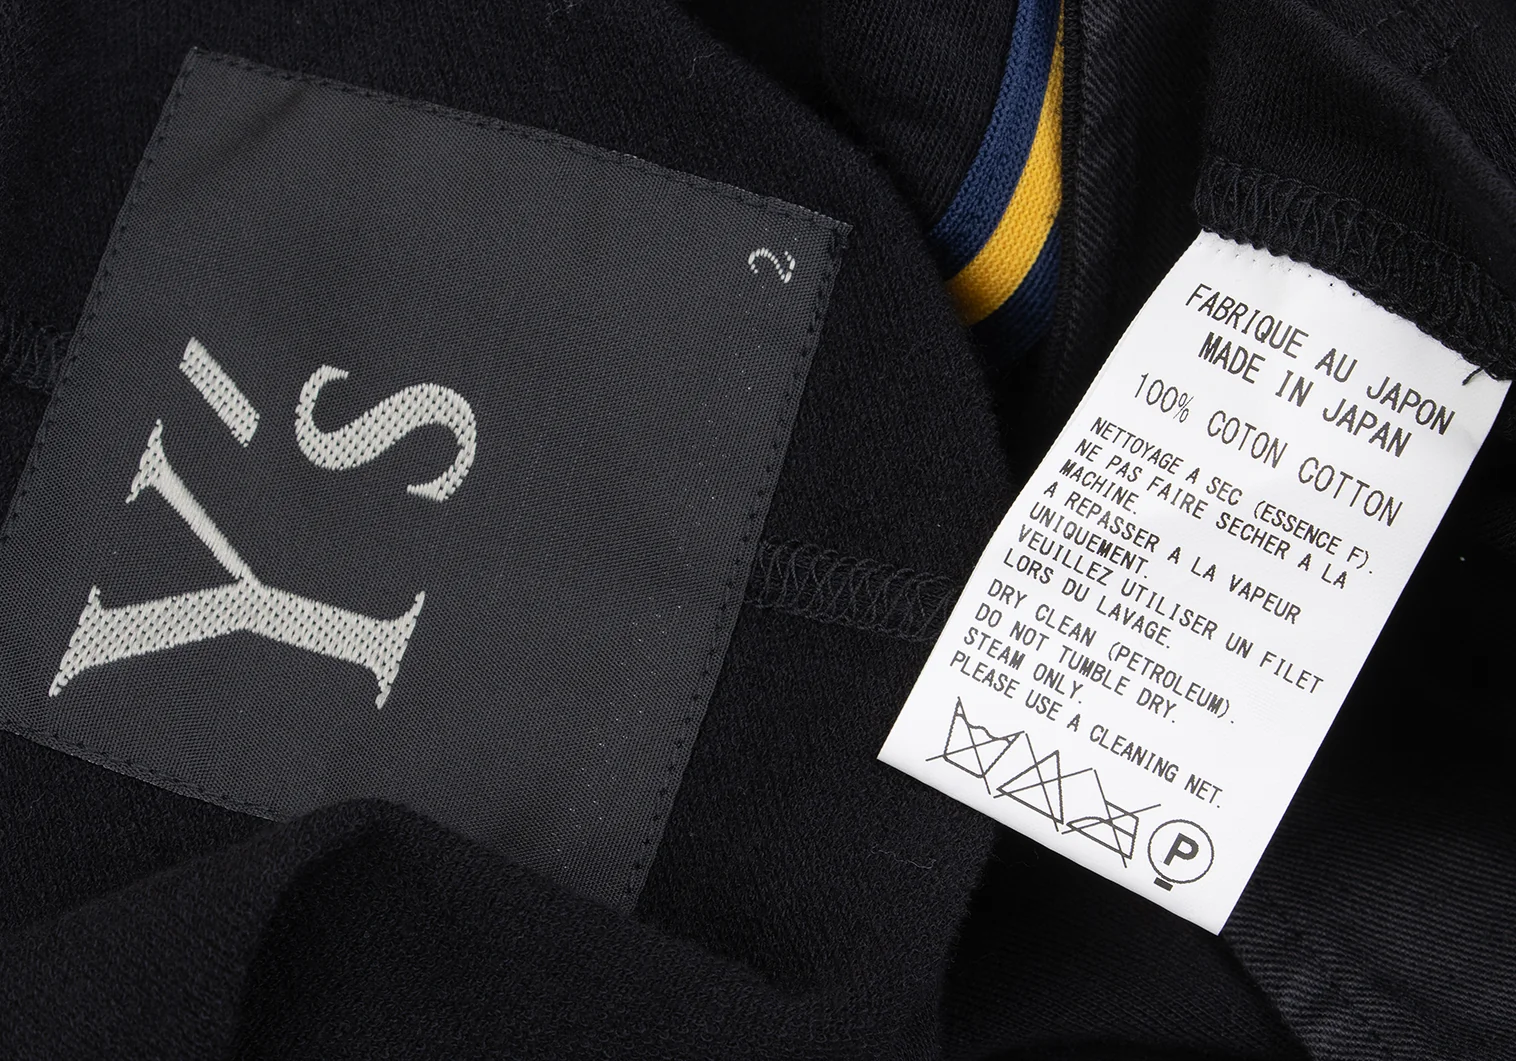 Y's
2
FABRIQUE AU JAPON
MADE IN JAPAN
100% COTON COTTON
NETTOYAGE A SEC (ESSENCE F).
NE PAS FAIRE SECHER A LA
MACHINE.
A REPASSER A LA VAPEUR
UNIQUEMENT.
VEUILLEZ UTILISER UN FILET
LORS DU LAVAGE.
DRY CLEAN (PETROLEUM).
DO NOT TUMBLE DRY.
STEAM ONLY.
PLEASE USE A CLEANING NET.
P